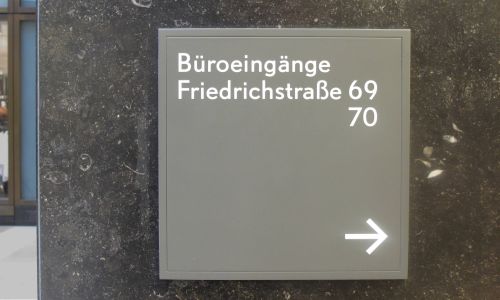 Büroeingänge
Friedrichstraße 69
70
→